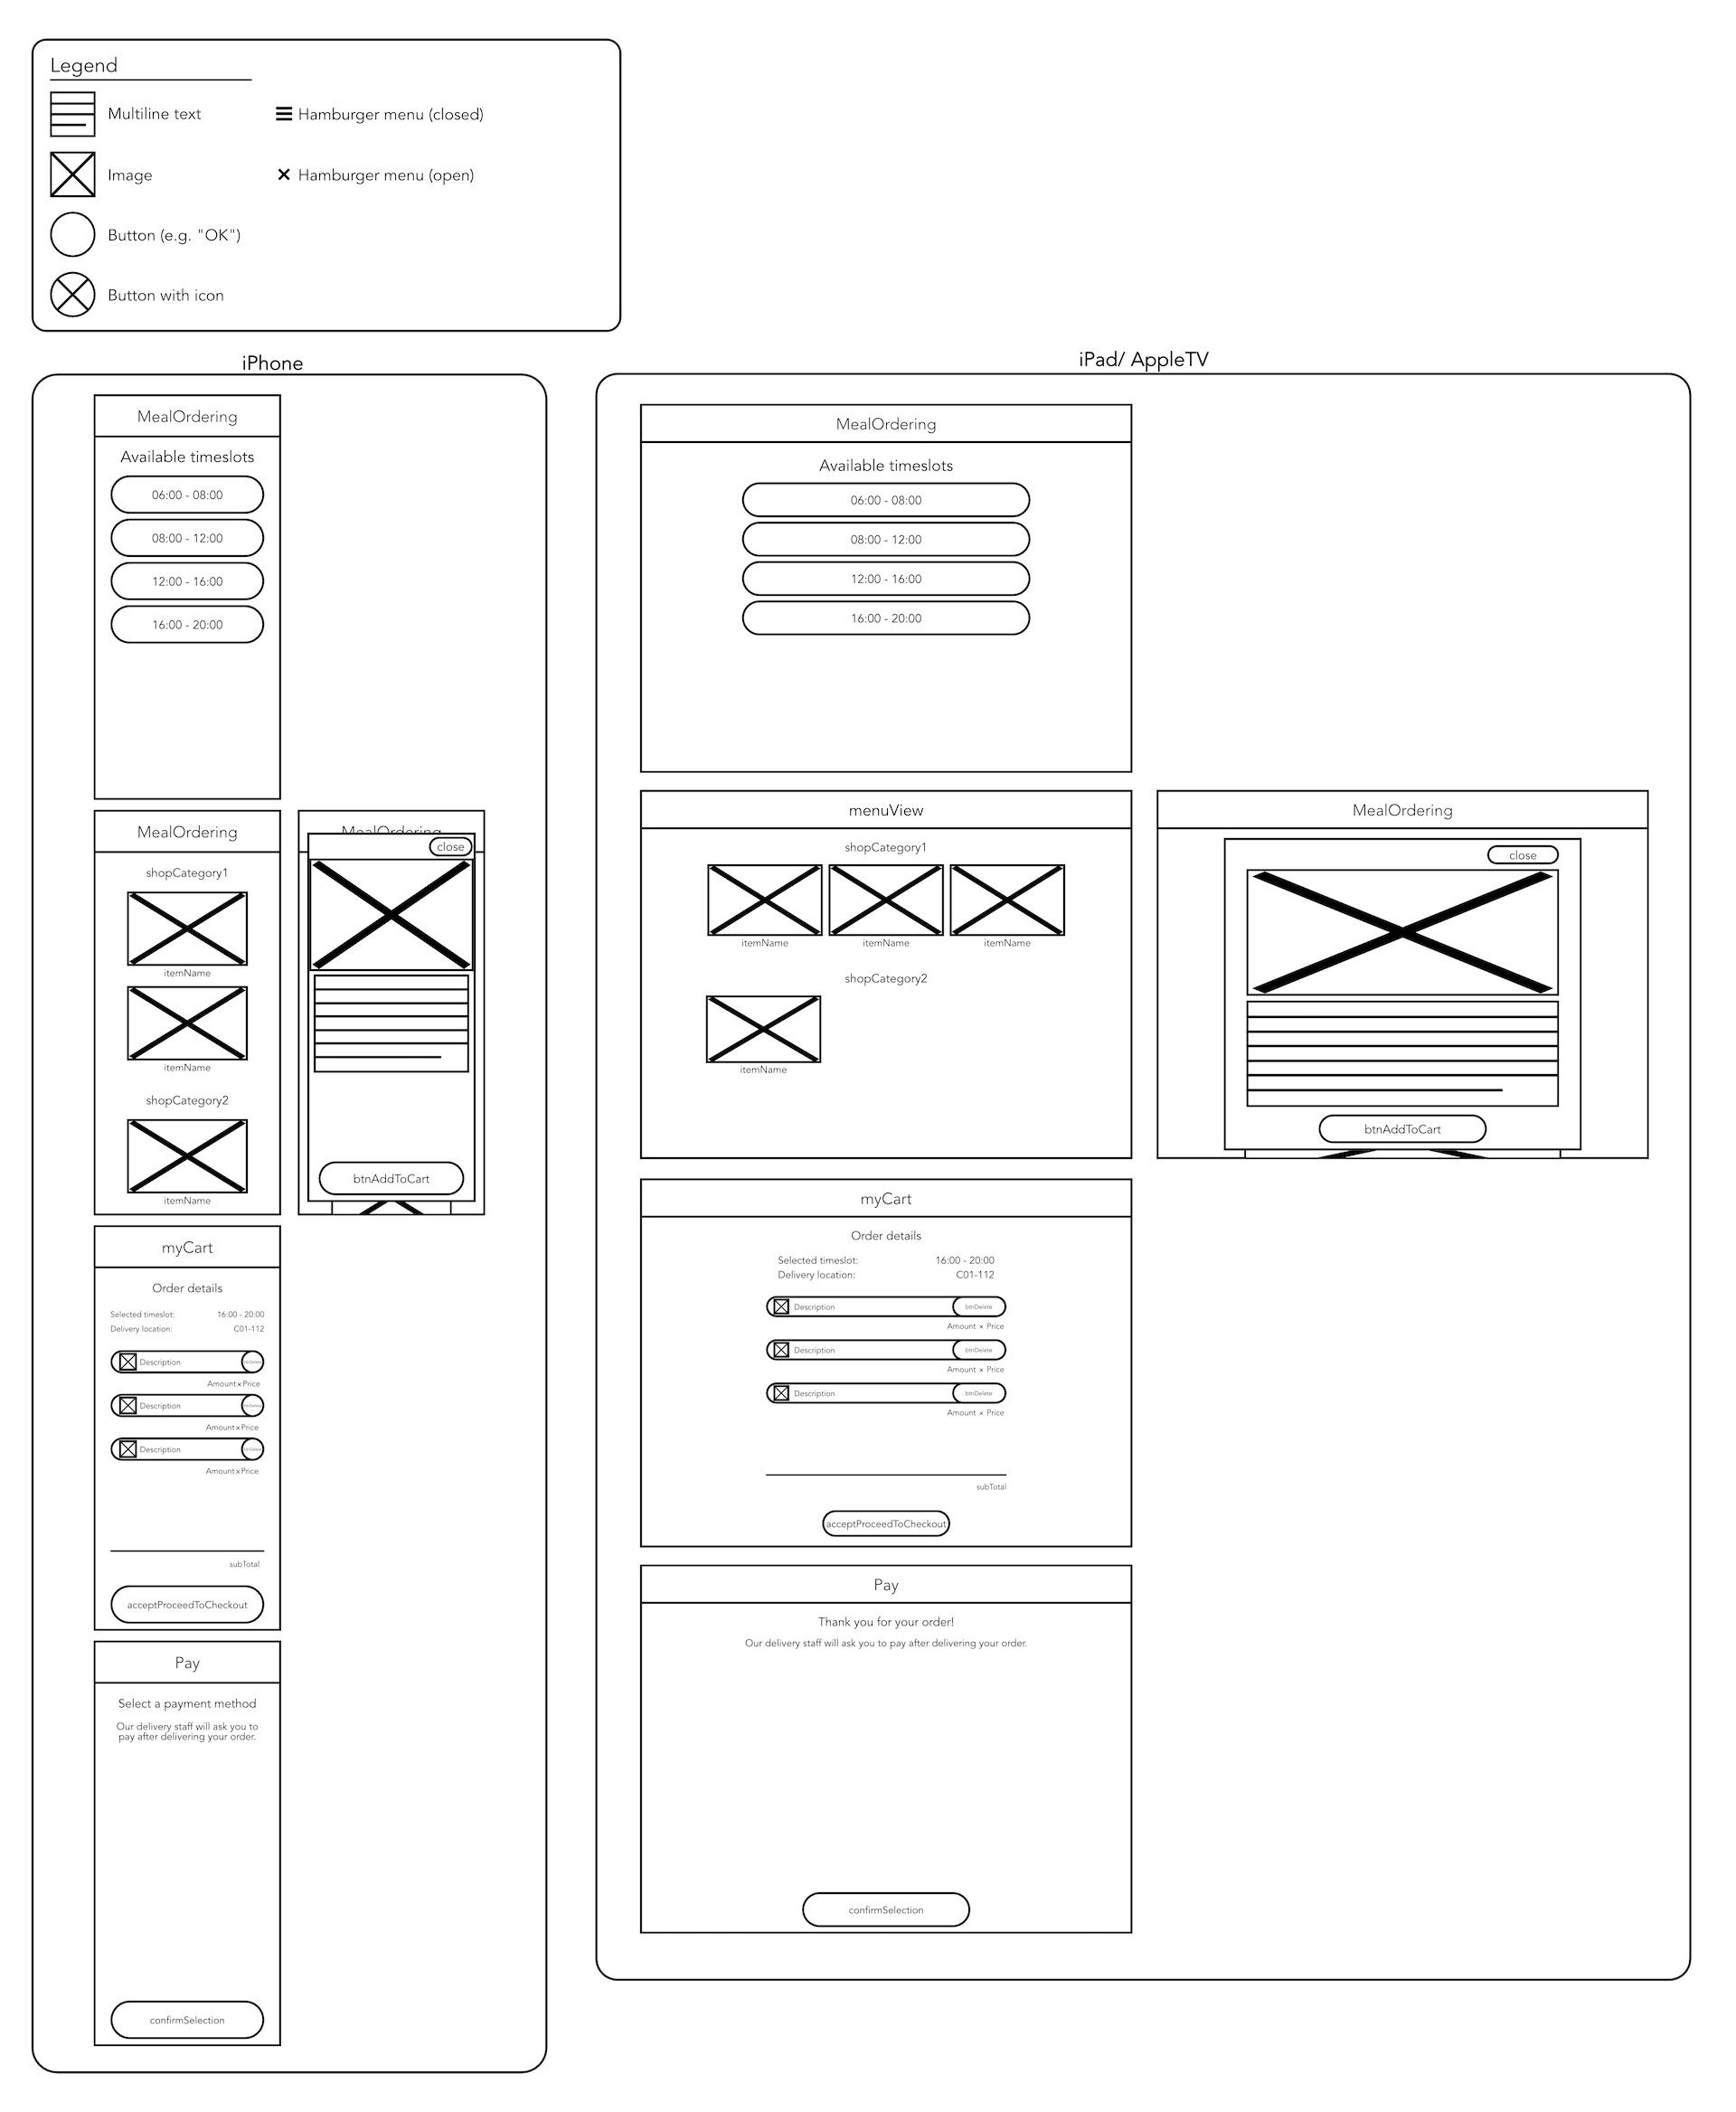 Legend
Multiline text
Hamburger menu (closed)
Image
Hamburger menu (open)
Button (e.g. "OK")
Button with icon
iPhone
MealOrdering
Available timeslots
06:00 - 08:00
08:00 - 12:00
12:00 - 16:00
16:00 - 20:00
MealOrdering
shopCategory1
itemName
itemName
shopCategory2
itemName
MealOrdering
close
btnAddToCart
myCart
Order details
Selected timeslot: 16:00 - 20:00
Delivery location: C01-112
Description
Amount x Price
Description
Amount x Price
Description
Amount x Price
subTotal
acceptProceedToCheckout
Pay
Select a payment method
Our delivery staff will ask you to
pay after delivering your order.
confirmSelection
iPad/ AppleTV
MealOrdering
Available timeslots
06:00 - 08:00
08:00 - 12:00
12:00 - 16:00
16:00 - 20:00
menuView
shopCategory1
itemName itemName itemName
shopCategory2
itemName
MealOrdering
close
btnAddToCart
myCart
Order details
Selected timeslot: 16:00 - 20:00
Delivery location: C01-112
Description btnDelete
Amount x Price
Description btnDelete
Amount x Price
Description btnDelete
Amount x Price
subTotal
acceptProceedToCheckout
Pay
Thank you for your order!
Our delivery staff will ask you to pay after delivering your order.
confirmSelection